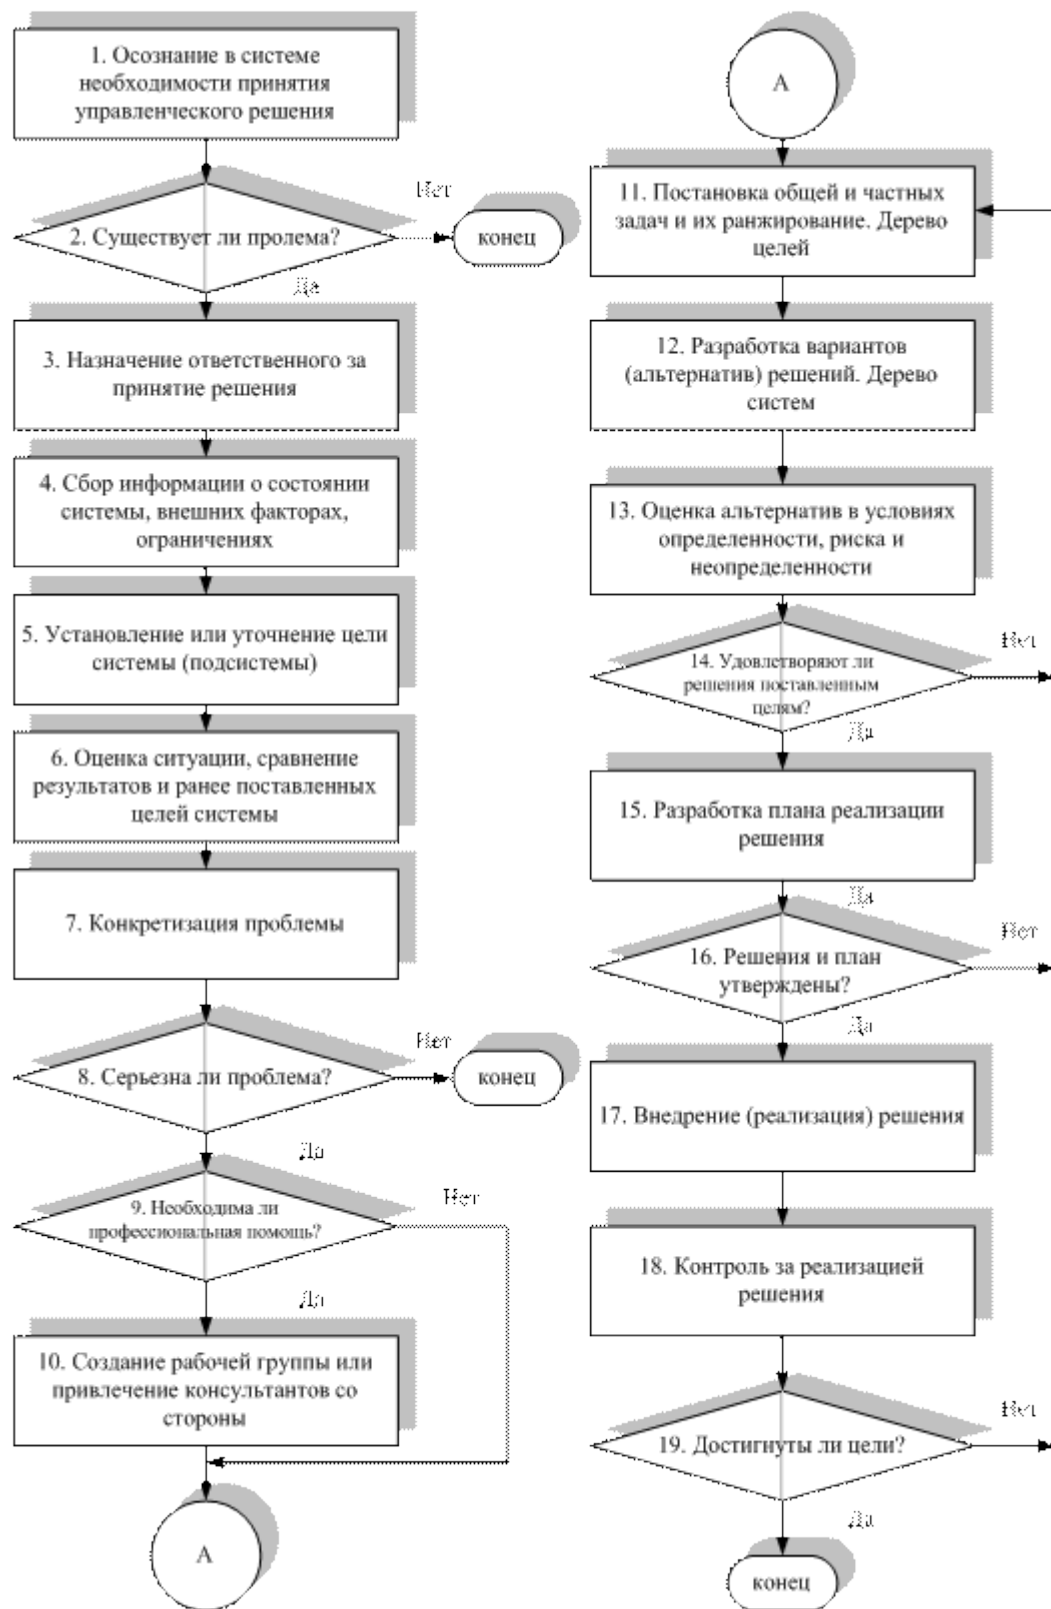 1. Осознание в системе
необходимости принятия
управленческого решения
Нет
2. Существует ли пролема?
конец
Да
3. Назначение ответственного за
принятие решения
4. Сбор информации о состоянии
системы, внешних факторах,
ограничениях
5. Установление или уточнение цели
системы (подсистемы)
6. Оценка ситуации, сравнение
результатов и ранее поставленных
целей системы
7. Конкретизация проблемы
Нет
8. Серьезна ли проблема?
конец
Да
Нет
9. Необходима ли
профессиональная помощь?
Да
10. Создание рабочей группы или
привлечение консультантов со
стороны
А
А
11. Постановка общей и частных
задач и их ранжирование. Дерево
целей
12. Разработка вариантов
(альтернатив) решений. Дерево
систем
13. Оценка альтернатив в условиях
определенности, риска и
неопределенности
Нет
14. Удовлетворяют ли
решения поставленным
целям?
Да
15. Разработка плана реализации
решения
Да
Нет
16. Решения и план
утверждены?
Да
17. Внедрение (реализация) решения
18. Контроль за реализацией
решения
Нет
19. Достигнуты ли цели?
Да
конец